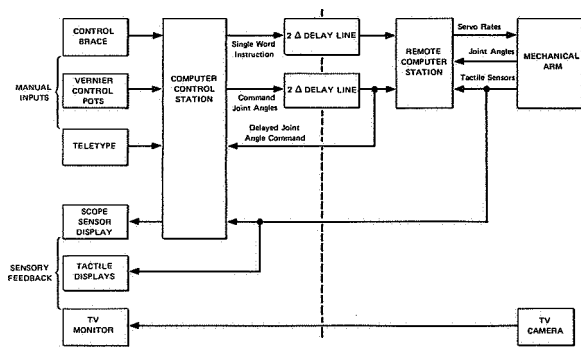 CONTROL
BRACE
MANUAL
INPUTS
VERNIER
CONTROL
POTS
TELETYPE
COMPUTER
CONTROL
STATION
Single Word
Instruction
2 Δ DELAY LINE
Command
Joint Angles
2 Δ DELAY LINE
Delayed Joint
Angle Command
REMOTE
COMPUTER
STATION
Servo Rates
Joint Angles
Tactile Sensors
MECHANICAL
ARM
SENSORY
FEEDBACK
SCOPE
SENSOR
DISPLAY
TACTILE
DISPLAYS
TV
MONITOR
TV
CAMERA